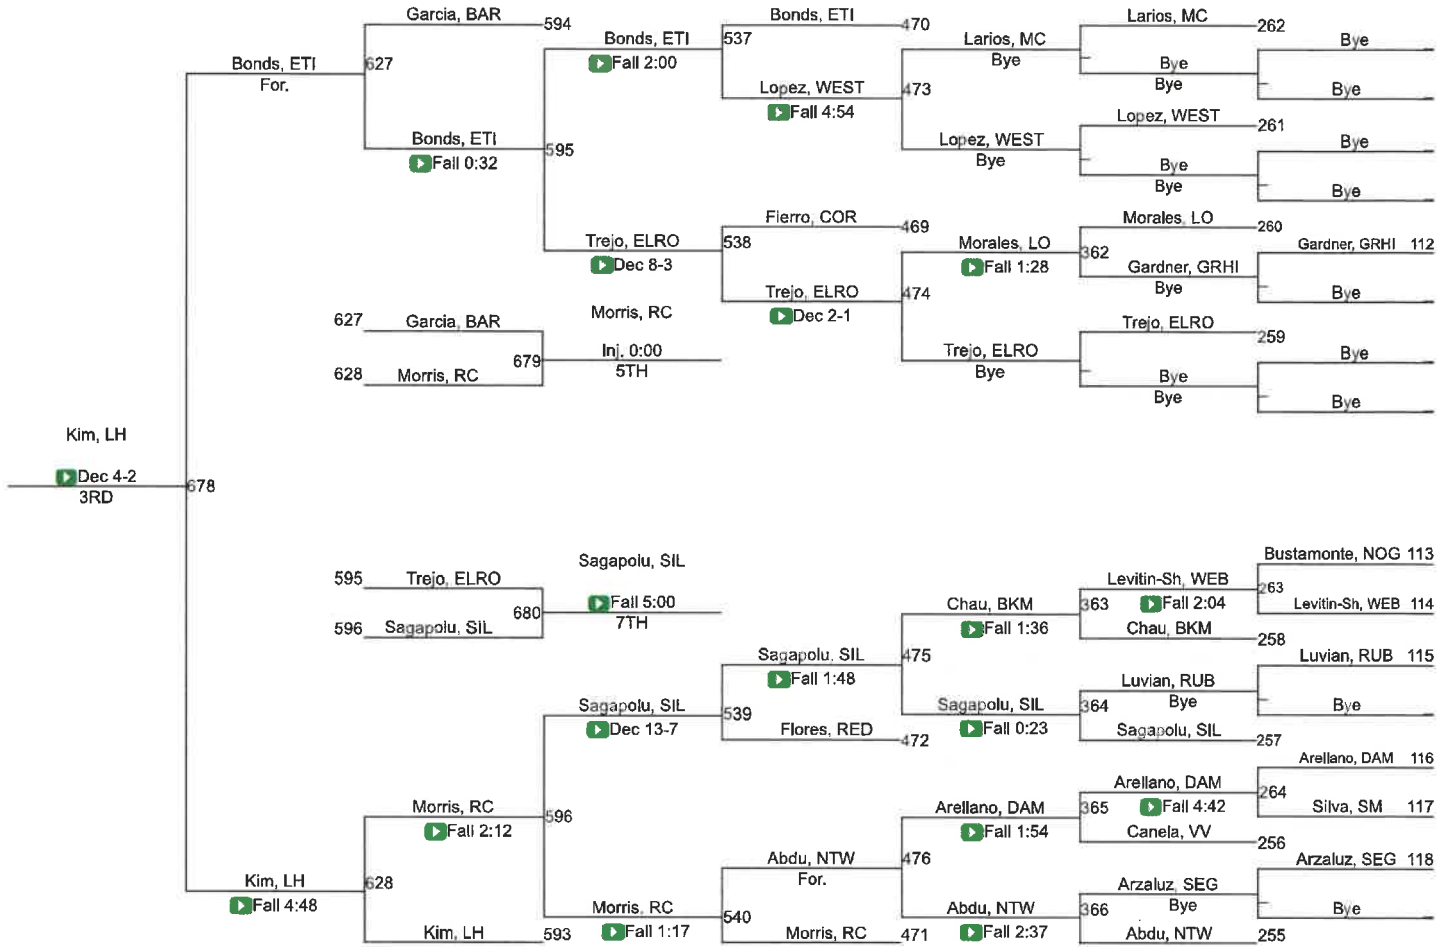 Garcia, BAR
594
Bonds, ETI
470
Larios, MC
262
Bye
Bonds, ETI
537
Larios, MC
Bye
Bonds, ETI
627
Fall 2:00
Bye
Bye
For.
Lopez, WEST
473
Bye
Fall 4:54
Lopez, WEST
261
Bonds, ETI
595
Lopez, WEST
Bye
Fall 0:32
Bye
Bye
Bye
Bye
Fierro, COR
469
Morales, LO
260
Trejo, ELRO
538
Morales, LO
362
Gardner, GRHI 112
Dec 8-3
Fall 1:28
Gardner, GRHI
Bye
Bye
Trejo, ELRO
474
Dec 2-1
Morris, RC
627
Garcia, BAR
Trejo, ELRO
259
Inj. 0:00
679
5TH
Trejo, ELRO
Bye
Bye
628
Morris, RC
Bye
Bye
Bye
Kim, LH
Dec 4-2
3RD
678
Bustamonte, NOG 113
Sagapolu, SIL
595
Trejo, ELRO
Levitin-Sh, WEB
263
Fall 5:00
680
7TH
Chau, BKM
363
Fall 2:04
Levitin-Sh, WEB 114
596
Sagapolu, SIL
Fall 1:36
Chau, BKM
258
Sagapolu, SIL
475
Luvian, RUB 115
Fall 1:48
Luvian, RUB
Bye
Sagapolu, SIL
539
Sagapolu, SIL
364
Bye
Dec 13-7
Flores, RED
472
Fall 0:23
Sagapolu, SIL
257
Arellano, DAM 116
Arellano, DAM
264
Morris, RC
596
Arellano, DAM
365
Fall 4:42
Silva, SM 117
Fall 2:12
Fall 1:54
Canela, VV
256
Abdu, NTW
476
For.
Arzaluz, SEG 118
Kim, LH
628
Arzaluz, SEG
Bye
Fall 4:48
Morris, RC
540
Abdu, NTW
366
Bye
Fall 1:17
Fall 2:37
Kim, LH
593
Morris, RC
471
Abdu, NTW
255